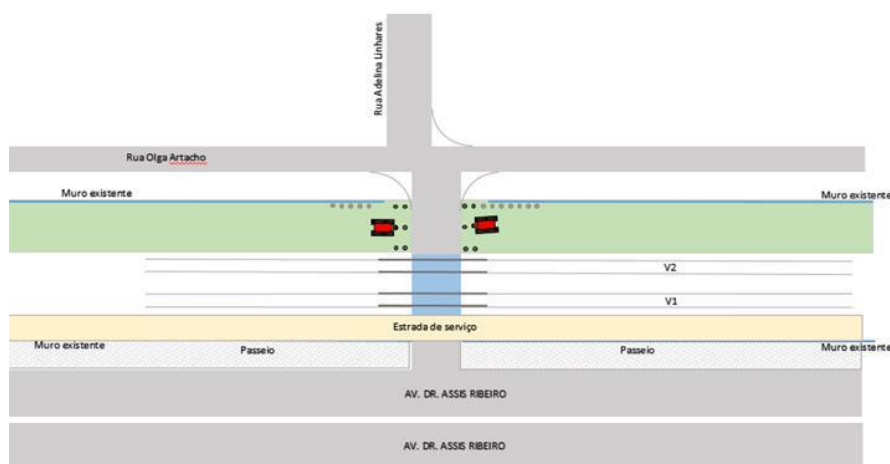 Rua Adelina Linhares
Rua Olga Artacho
Muro existente
Muro existente
V2
V1
Estrada de serviço
Muro existente
Passeio
Passeio
Muro existente
AV. DR. ASSIS RIBEIRO
AV. DR. ASSIS RIBEIRO